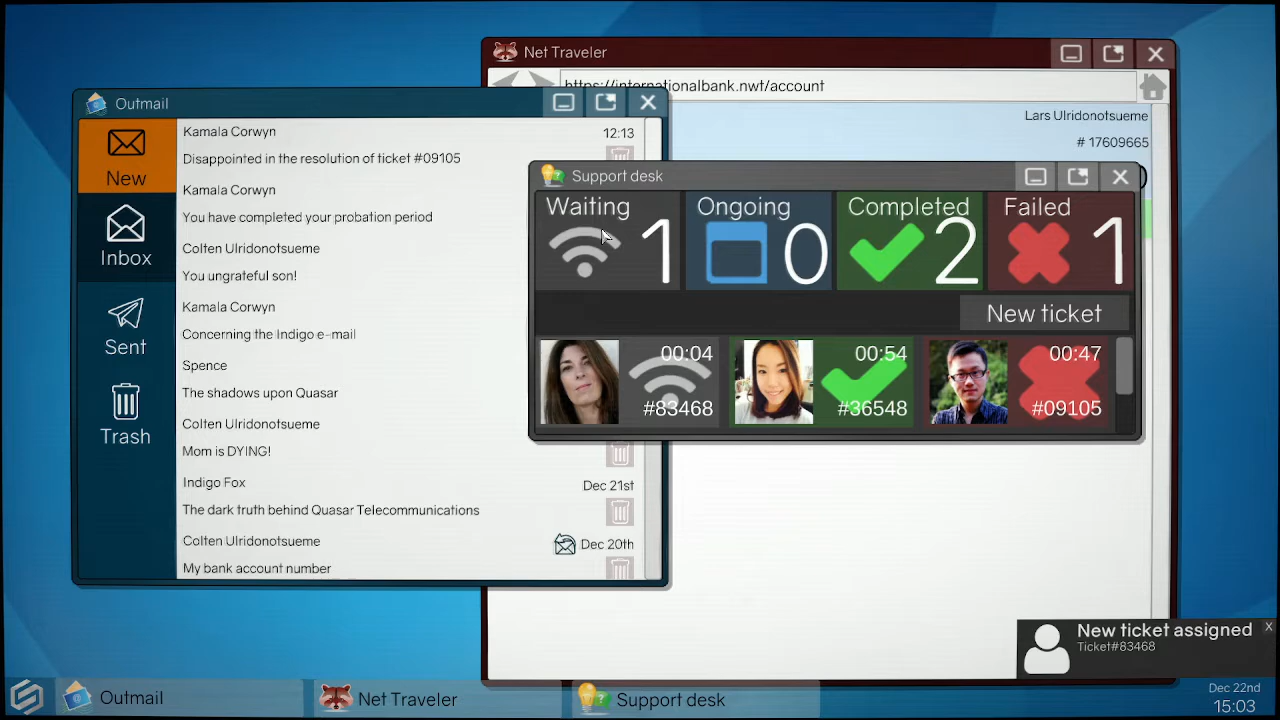 Net Traveler
https://internationalbank.nwt/account
Lars Ulridonotsueme
# 17609665
Outmail
New
Inbox
Sent
Trash
Kamala Corwyn
12:13
Disappointed in the resolution of ticket #09105
Kamala Corwyn
You have completed your probation period
Colten Ulridonotsueme
You ungrateful son!
Kamala Corwyn
Concerning the Indigo e-mail
Spence
The shadows upon Quasar
Colten Ulridonotsueme
Mom is DYING!
Indigo Fox
Dec 21st
The dark truth behind Quasar Telecommunications
Colten Ulridonotsueme
Dec 20th
My bank account number
Support desk
Waiting
1
Ongoing
0
Completed
2
Failed
1
New ticket
00:04
#83468
00:54
#36548
00:47
#09105
New ticket assigned
X
Ticket#83468
Outmail
Net Traveler
Support desk
Dec 22nd
15:03